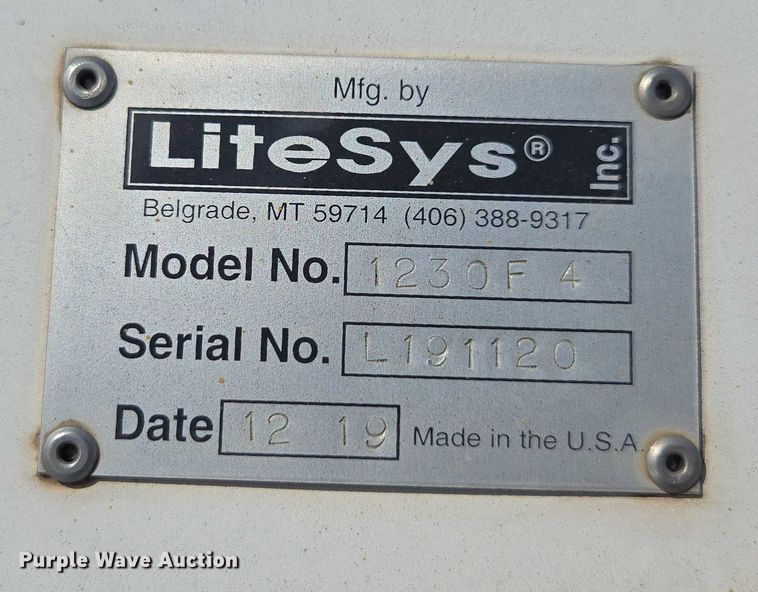 Mfg. by
LiteSys® Inc.
Belgrade, MT 59714 (406) 388-9317
Model No. 1230F 4
Serial No. L191120
Date 12 19 Made in the U.S.A.
Purple Wave Auction